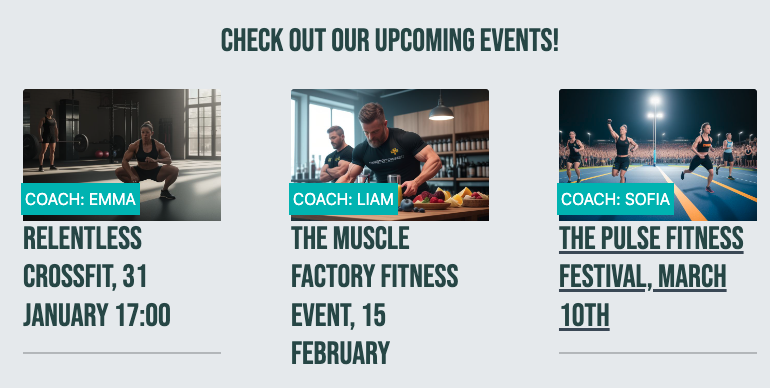 CHECK OUT OUR UPCOMING EVENTS!
COACH: EMMA
RELENTLESS
CROSSFIT, 31
JANUARY 17:00
COACH: LIAM
THE MUSCLE
FACTORY FITNESS
EVENT, 15
FEBRUARY
COACH: SOFIA
THE PULSE FITNESS
FESTIVAL, MARCH
10TH